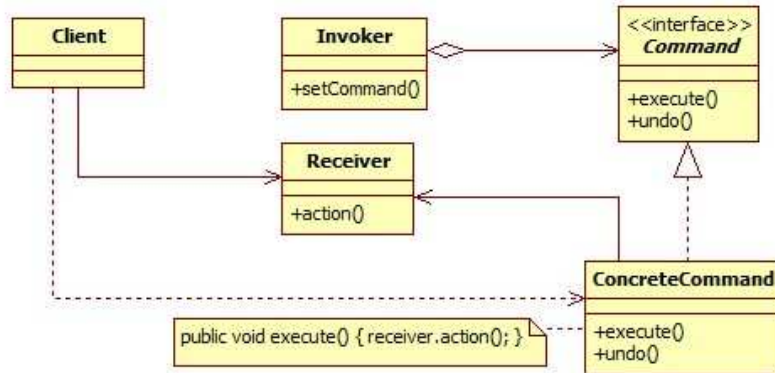 Client
Invoker
+setCommand()
<<interface>>
Command
+execute()
+undo()
Receiver
+action()
ConcreteCommand
+execute()
+undo()
public void execute() { receiver.action(); }